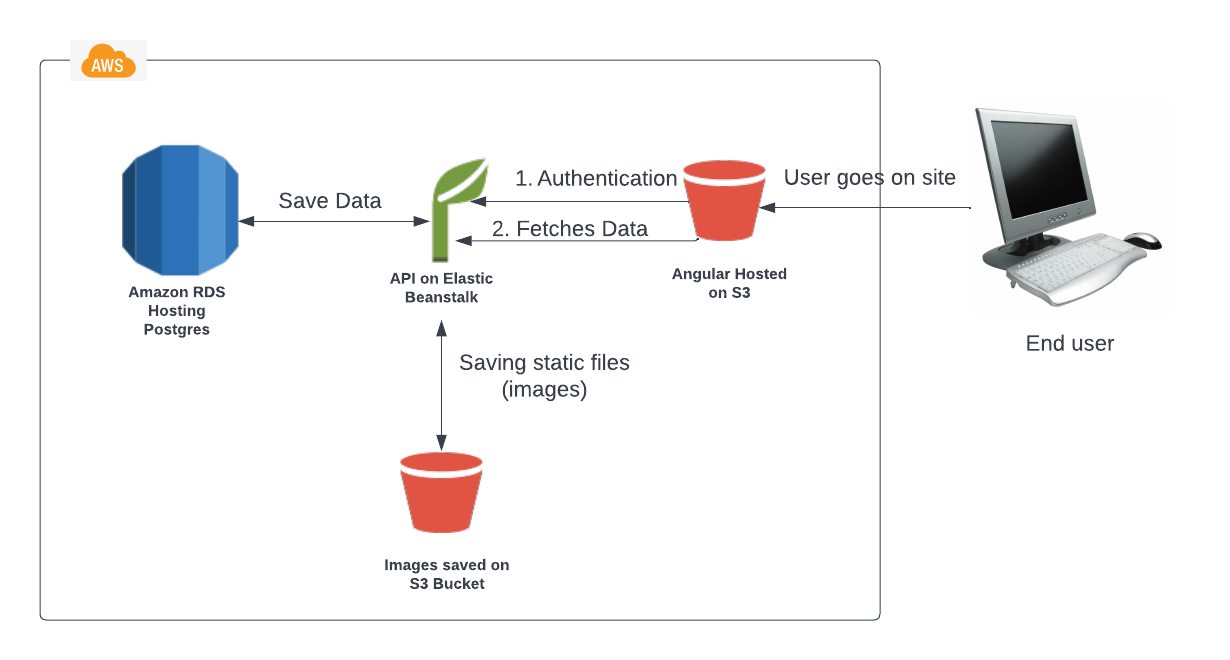 AWS
Save Data
1. Authentication
2. Fetches Data
User goes on site
Amazon RDS
Hosting
Postgres
API on Elastic
Beanstalk
Angular Hosted
on S3
End user
Saving static files
(images)
Images saved on
S3 Bucket